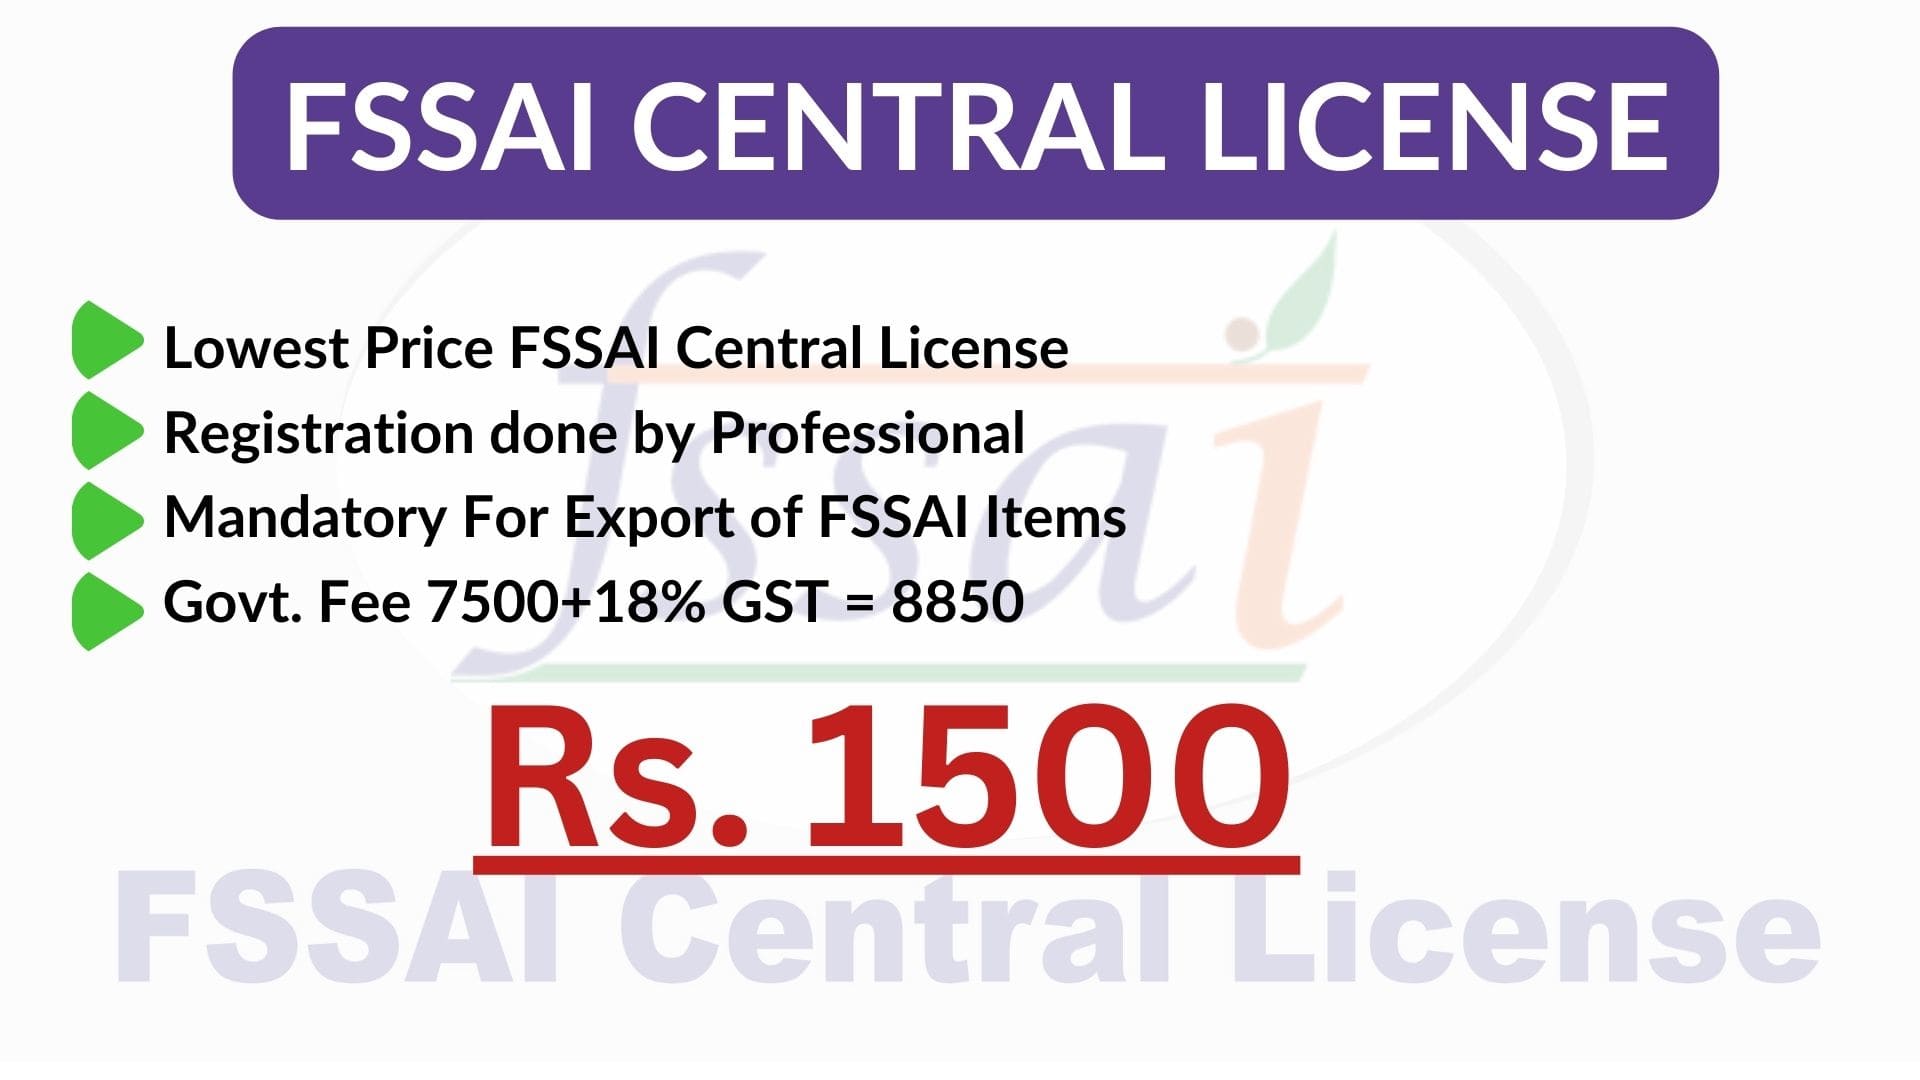 FSSAI CENTRAL LICENSE
fssai
Lowest Price FSSAI Central License
Registration done by Professional
Mandatory For Export of FSSAI Items
Govt. Fee 7500+18% GST = 8850
Rs. 1500
FSSAI Central License